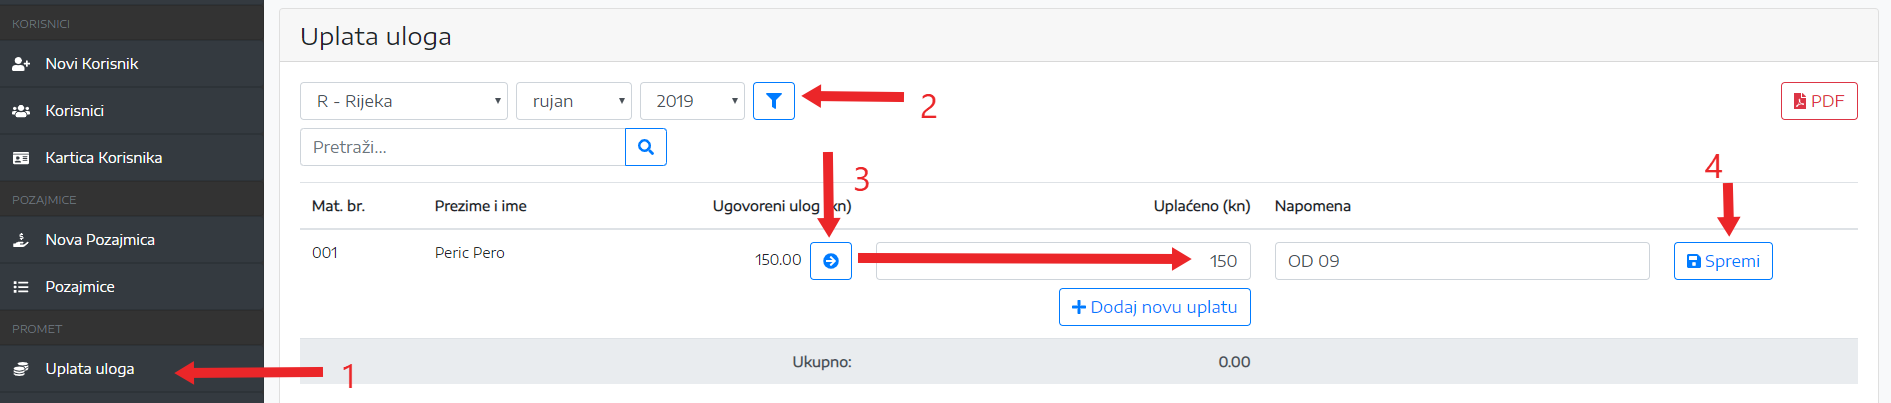 KORISNICI
Novi Korisnik
Korisnici
Kartica Korisnika
POZAJMICE
Nova Pozajmica
Pozajmice
PROMET
Uplata uloga
1
Uplata uloga
R - Rijeka rujan 2019 2 PDF
Pretraži...
3 4
Mat. br. Prezime i ime Ugovoreni ulog (kn) Uplaćeno (kn) Napomena
001 Peric Pero 150.00 150 OD 09 Spremi
Dodaj novu uplatu
Ukupno: 0.00